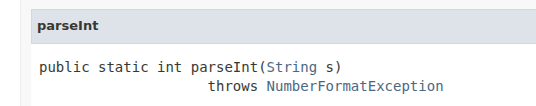 parseInt
public static int parseInt(String s)
throws NumberFormatException